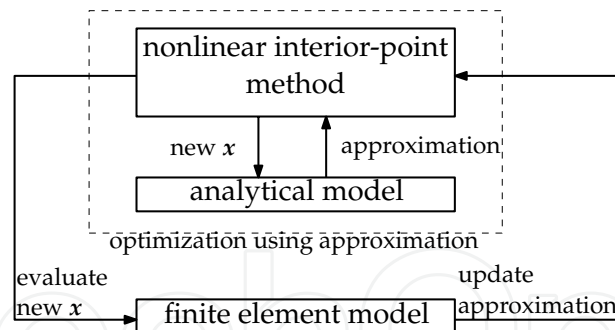 nonlinear interior-point
method
new x
approximation
analytical model
optimization using approximation
evaluate
new x
update
approximation
finite element model